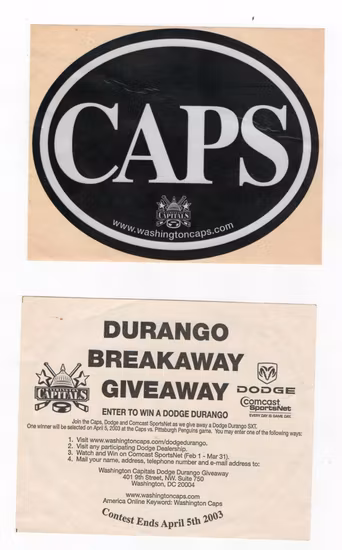 CAPS
CAPITALS
www.washingtoncaps.com
DURANGO
BREAKAWAY
GIVEAWAY
CAPITALS
DODGE
Comcast
SportsNet
EVERY DAY IS GAME DAY.
ENTER TO WIN A DODGE DURANGO
Join the Caps, Dodge and Comcast SportsNet as we give away a Dodge Durango SXT.
One winner will be selected on April 5, 2003 at the Caps vs. Pittsburgh Penguins game. You may enter one of the following ways:
1. Visit www.washingtoncaps.com/dodgedurango.
2. Visit any participating Dodge Dealership.
3. Watch and Win on Comcast SportsNet (Feb 1 - Mar 31).
4. Mail your name, address, telephone number and e-mail address to:
Washington Capitals Dodge Durango Giveaway
401 9th Street, NW. Suite 750
Washington, DC 20004
www.washingtoncaps.com
America Online Keyword: Washington Caps
Contest Ends April 5th 2003